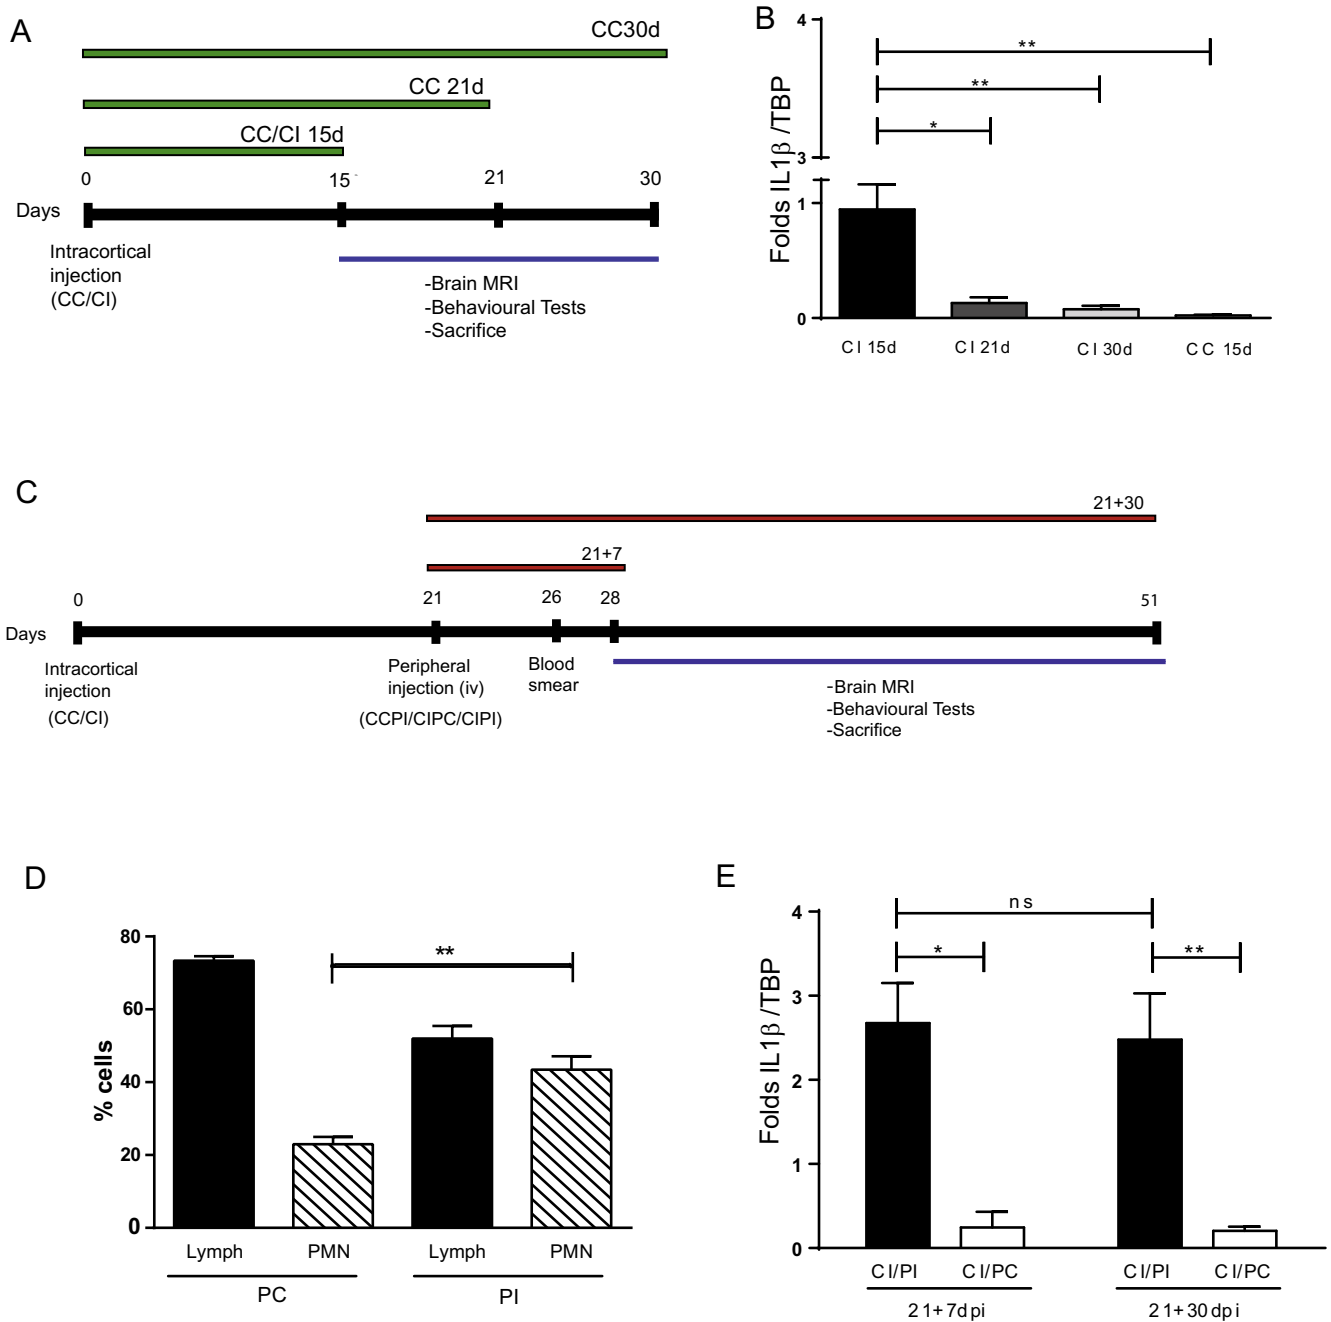 A
CC30d
CC 21d
CC/CI 15d
0 15 21 30
Days
Intracortical
injection
(CC/CI)
-Brain MRI
-Behavioural Tests
-Sacrifice
B
Folds IL1β /TBP
4
3
1
0
**
**
*
CI 15d CI 21d CI 30d CC 15d
C
21+30
21+7
0 21 26 28 51
Days
Intracortical
injection
(CC/CI)
Peripheral
injection (iv)
(CCPI/CIPC/CIPI)
Blood
smear
-Brain MRI
-Behavioural Tests
-Sacrifice
D
% cells
80
60
40
20
0
**
Lymph PMN Lymph PMN
PC PI
E
Folds IL1β /TBP
4
3
2
1
0
ns
* **
CI/PI CI/PC CI/PI CI/PC
21+7dpi 21+30dpi